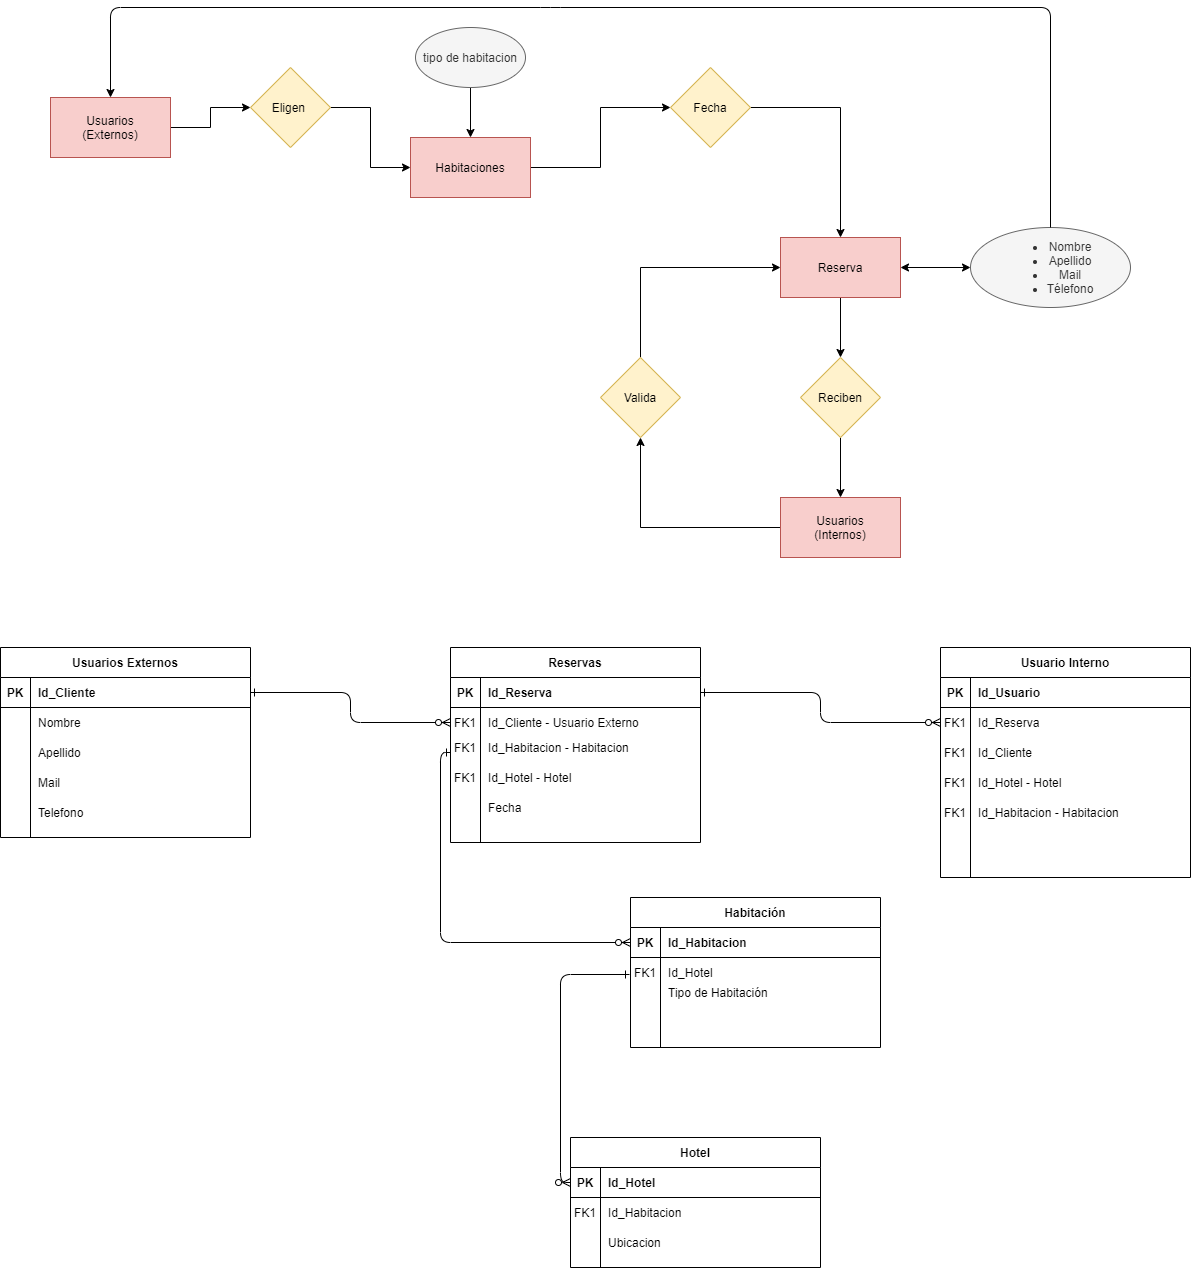 tipo de habitacion
Usuarios
(Externos)
Eligen
Fecha
Habitaciones
Reserva
• Nombre
• Apellido
• Mail
• Télefono
Valida
Reciben
Usuarios
(Internos)
Usuarios Externos
PK Id_Cliente
Nombre
Apellido
Mail
Telefono
Reservas
PK Id_Reserva
FK1 Id_Cliente - Usuario Externo
FK1 Id_Habitacion - Habitacion
FK1 Id_Hotel - Hotel
Fecha
Usuario Interno
PK Id_Usuario
FK1 Id_Reserva
FK1 Id_Cliente
FK1 Id_Hotel - Hotel
FK1 Id_Habitacion - Habitacion
Habitación
PK Id_Habitacion
FK1 Id_Hotel
Tipo de Habitación
Hotel
PK Id_Hotel
FK1 Id_Habitacion
Ubicacion